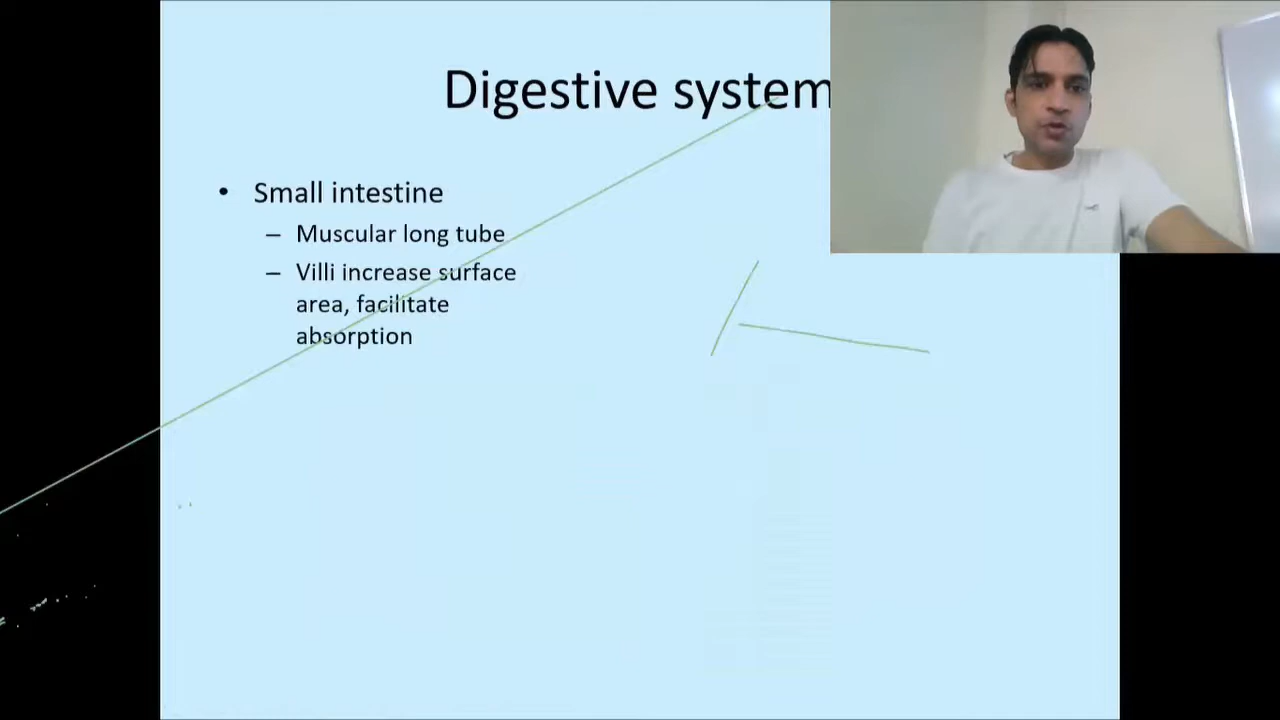 Digestive system
• Small intestine
– Muscular long tube
– Villi increase surface
area, facilitate
absorption